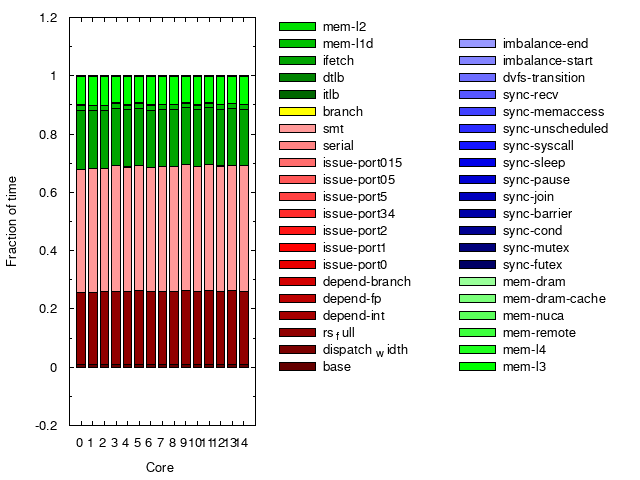 1.2
1
0.8
0.6
0.4
0.2
0
-0.2
Fraction of time
0 1 2 3 4 5 6 7 8 9 10 11 12 13 14
Core
mem-l2
mem-l1d
ifetch
dtlb
itlb
branch
smt
serial
issue-port015
issue-port05
issue-port5
issue-port34
issue-port2
issue-port1
issue-port0
depend-branch
depend-fp
depend-int
rsfull
dispatchwidth
base
imbalance-end
imbalance-start
dvfs-transition
sync-recv
sync-memaccess
sync-unscheduled
sync-syscall
sync-sleep
sync-pause
sync-join
sync-barrier
sync-cond
sync-mutex
sync-futex
mem-dram
mem-dram-cache
mem-nuca
mem-remote
mem-l4
mem-l3